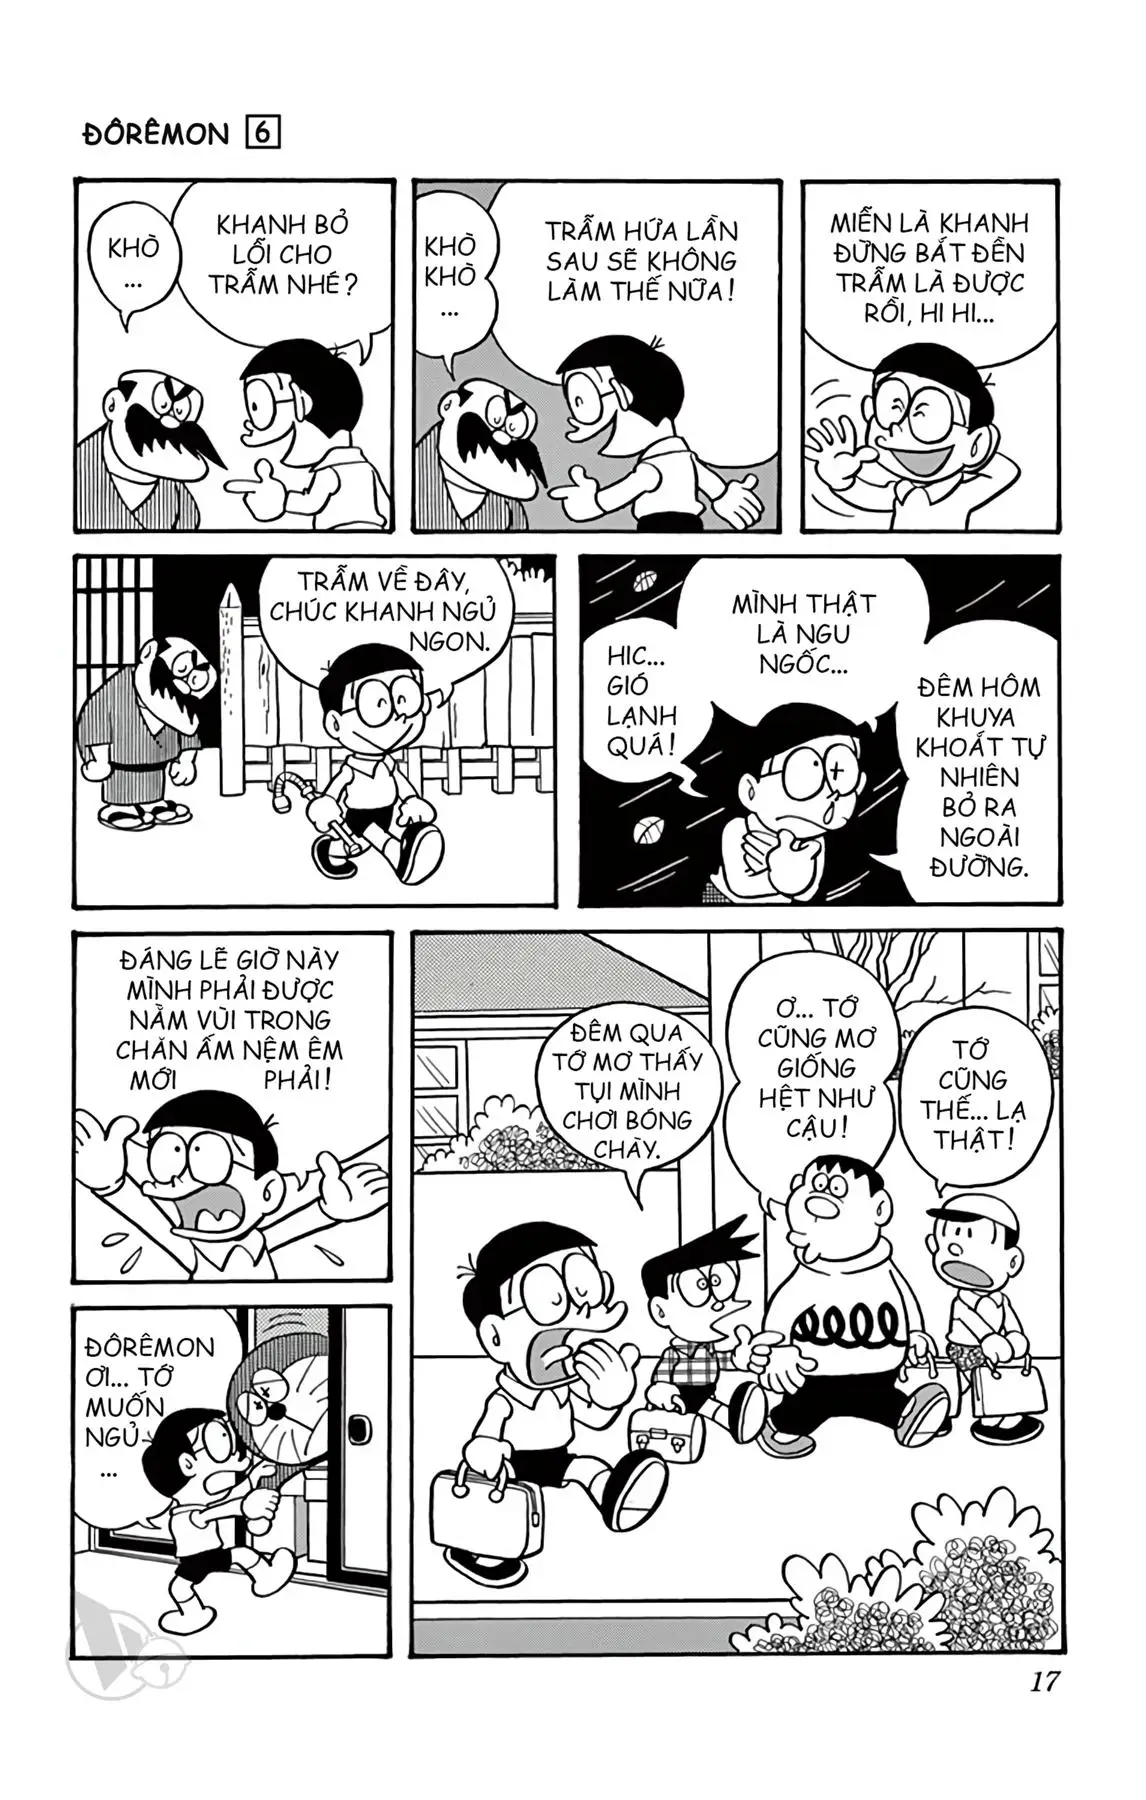 ĐÔRÊMON 6
KHÒ
...
KHANH BỎ
LỖI CHO
TRẪM NHÉ?
KHÒ
KHÒ
...
TRẪM HỨA LẦN
SAU SẼ KHÔNG
LÀM THẾ NỮA!
MIỄN LÀ KHANH
ĐỪNG BẮT ĐỀN
TRẪM LÀ ĐƯỢC
RỒI, HI HI...
TRẪM VỀ ĐÂY,
CHÚC KHANH NGỦ
NGON.
HIC...
GIÓ
LẠNH
QUÁ!
MÌNH THẬT
LÀ NGU
NGỐC...
ĐÊM HÔM
KHUYA
KHOẮT TỰ
NHIÊN
BỎ RA
NGOÀI
ĐƯỜNG.
ĐÁNG LẼ GIỜ NÀY
MÌNH PHẢI ĐƯỢC
NẰM VÙI TRONG
CHĂN ẤM NỆM ÊM
MỚI PHẢI!
ĐÔRÊMON
ƠI... TỚ
MUỐN
NGỦ
...
ĐÊM QUA
TỚ MƠ THẤY
TỤI MÌNH
CHƠI BÓNG
CHÀY.
Ơ... TỚ
CŨNG MƠ
GIỐNG
HỆT NHƯ
CẬU!
TỚ
CŨNG
THẾ... LẠ
THẬT!
17